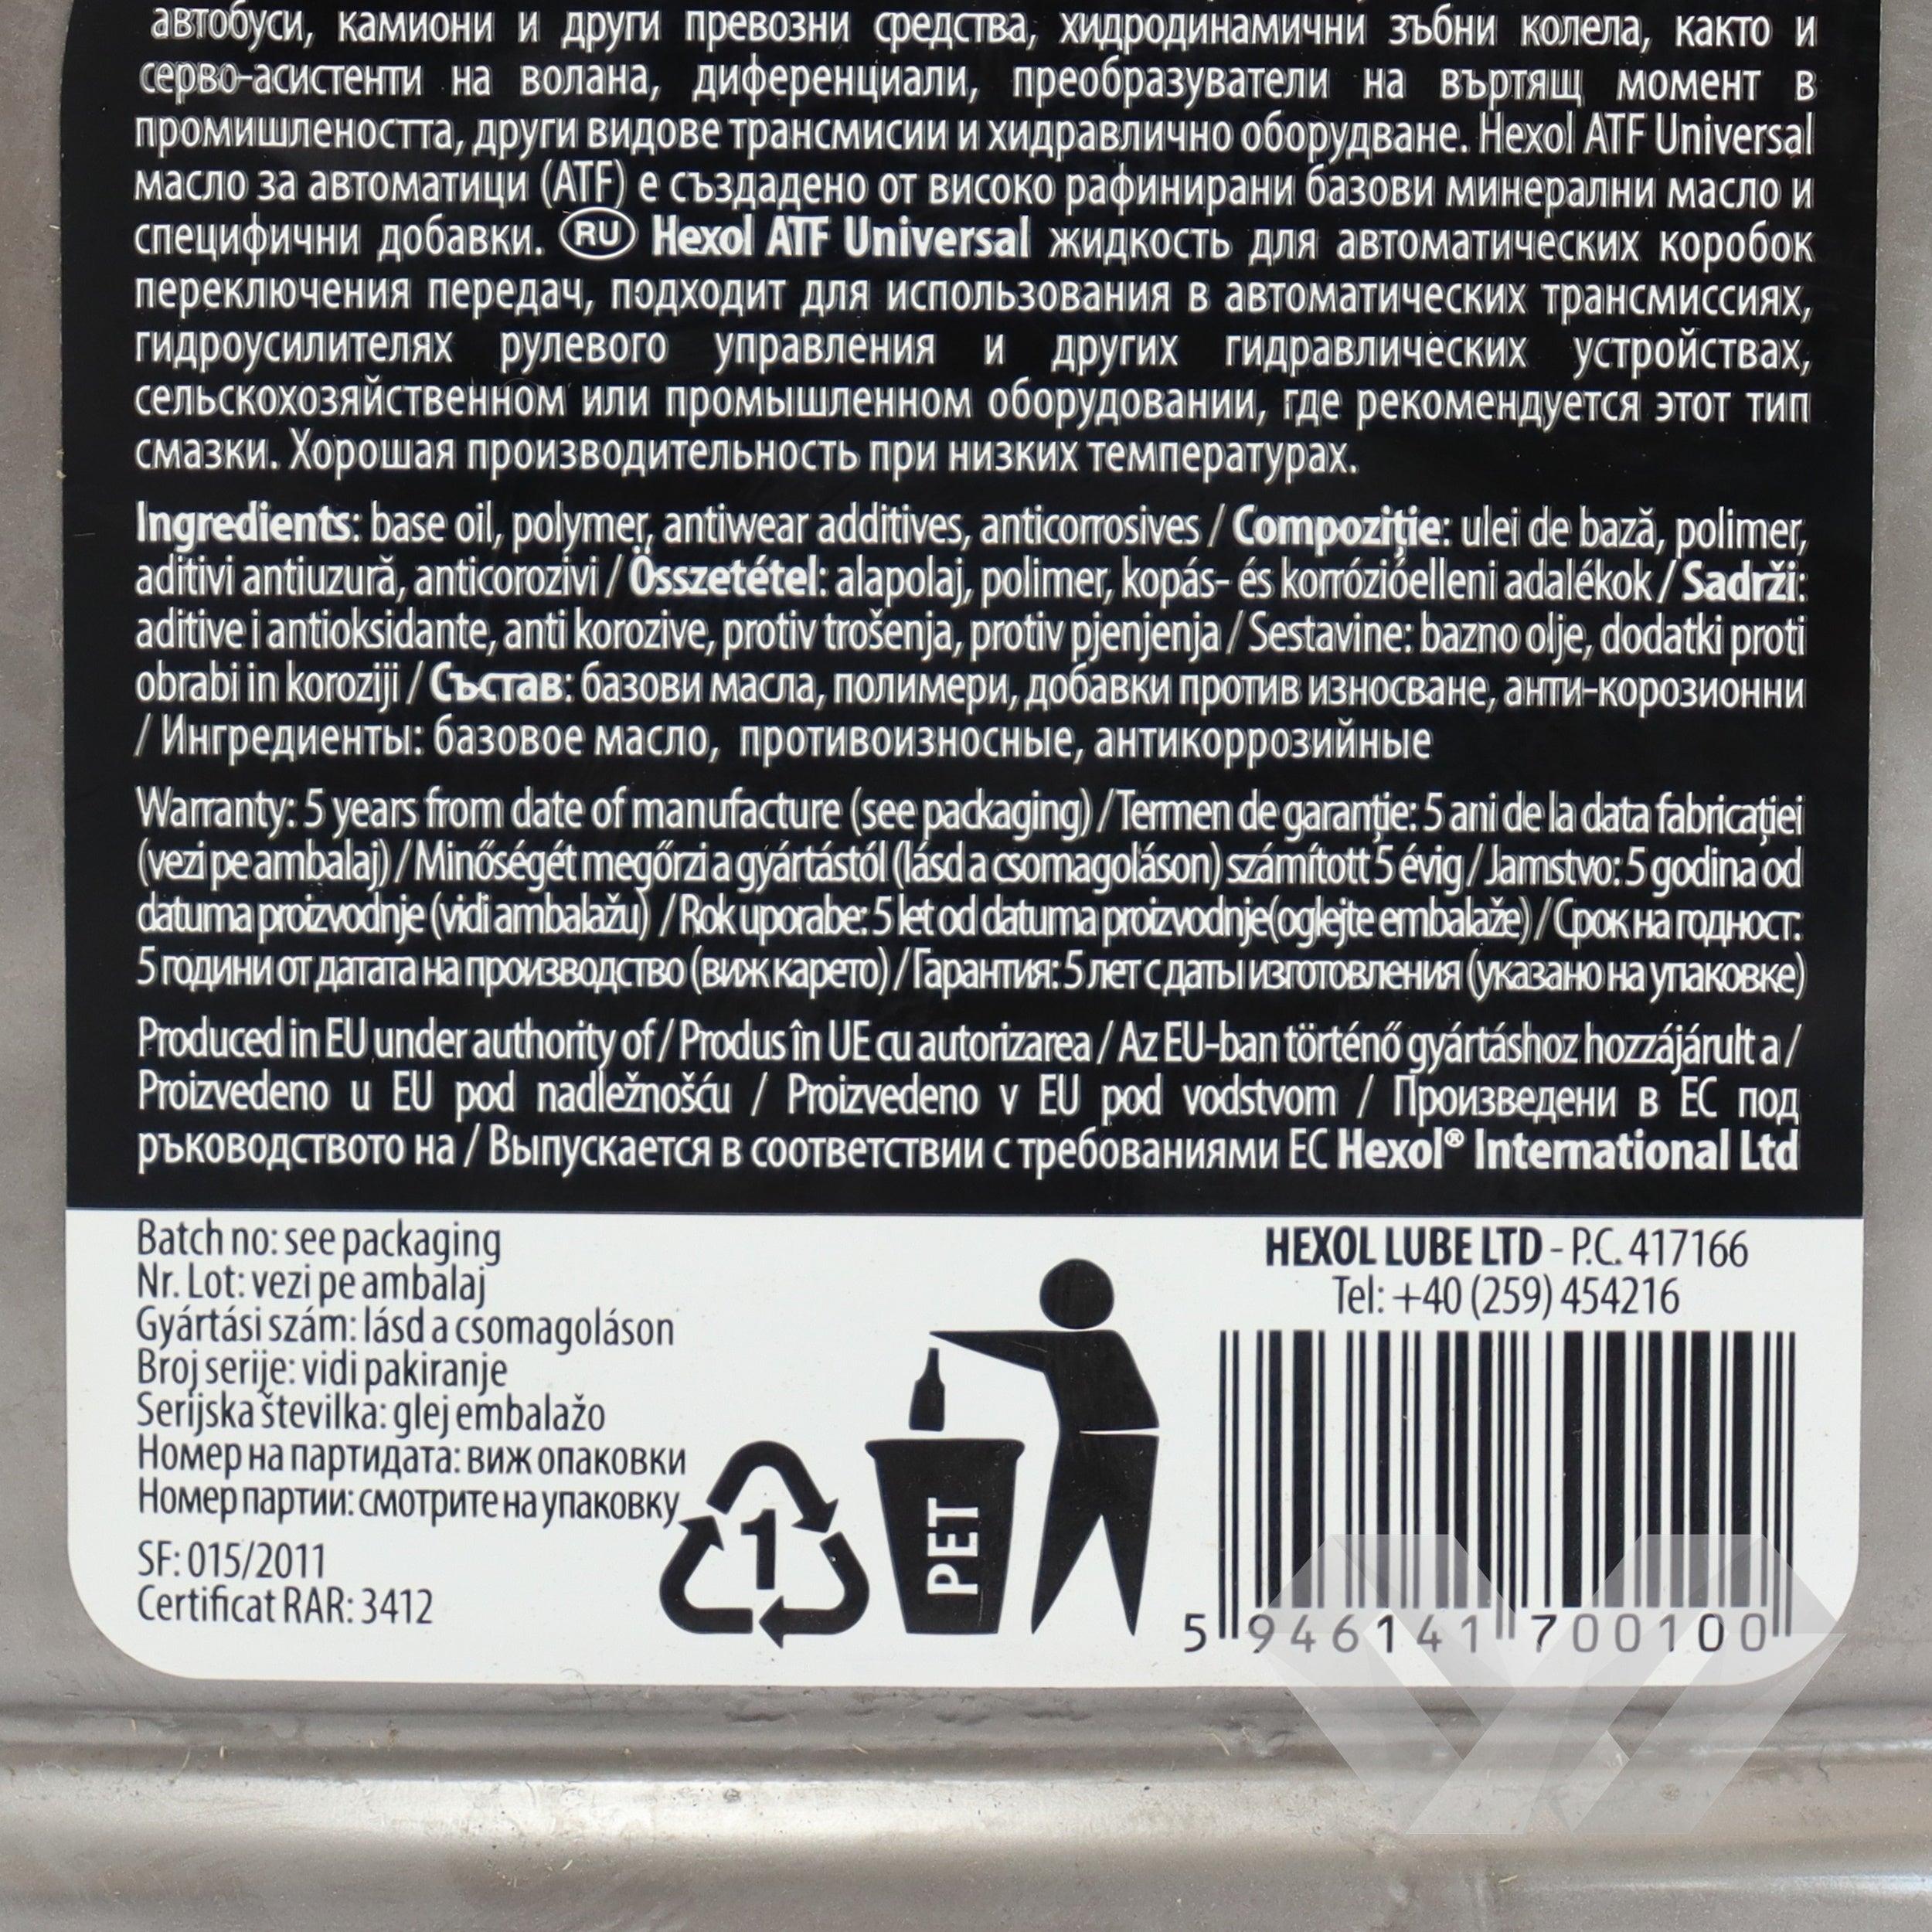 автобуси, камиони и други превозни средства, хидродинамични зъбни колела, както и
серво-асистенти на волана, диференциали, преобразуватели на въртящ момент в
промишлеността, други видове трансмисии и хидравлично оборудване. Hexol ATF Universal
масло за автоматици (ATF) е създадено от високо рафинирани базови минерални масло и
специфични добавки. RU Hexol ATF Universal жидкость для автоматических коробок
переключения передач, подходит для использования в автоматических трансмиссиях,
гидроусилителях рулевого управления и других гидравлических устройствах,
сельскохозяйственном или промышленном оборудовании, где рекомендуется этот тип
смазки. Хорошая производительность при низких температурах.
Ingredients: base oil, polymer, antiwear additives, anticorrosives / Compoziție: ulei de bază, polimer,
aditivi antiuzură, anticorozivi / Összetétel: alapolaj, polimer, kopás- és korrózióelleni adalékok / Sadrži:
aditive i antioksidante, anti korozive, protiv trošenja, protiv pjenjenja / Sestavine: bazno olje, dodatki proti
obrabi in koroziji / Състав: базови масла, полимери, добавки против износване, анти-корозионни
/ Ингредиенты: базовое масло, противоизносные, антикоррозийные
Warranty: 5 years from date of manufacture (see packaging) / Termen de garanție: 5 ani de la data fabricației
(vezi pe ambalaj) / Minőségét megőrzi a gyártástól (lásd a csomagoláson) számított 5 évig / Jamstvo: 5 godina od
datuma proizvodnje (vidi ambalažu) / Rok uporabe: 5 let od datuma proizvodnje(oglejte embalaže) / Срок на годност:
5 години от датата на производство (виж карето) / Гарантия: 5 лет с даты изготовления (указано на упаковке)
Produced in EU under authority of / Produs în UE cu autorizarea / Az EU-ban történő gyártáshoz hozzájárult a /
Proizvedeno u EU pod nadležnošću / Proizvedeno v EU pod vodstvom / Произведени в ЕС под
ръководството на / Выпускается в соответствии с требованиями ЕС Hexol® International Ltd
Batch no: see packaging
Nr. Lot: vezi pe ambalaj
Gyártási szám: lásd a csomagoláson
Broj serije: vidi pakiranje
Serijska številka: glej embalažo
Номер на партидата: виж опаковки
Номер партии: смотрите на упаковку
SF: 015/2011
Certificat RAR: 3412
1
PET
HEXOL LUBE LTD - P.C. 417166
Tel: +40 (259) 454216
5 946141 700100